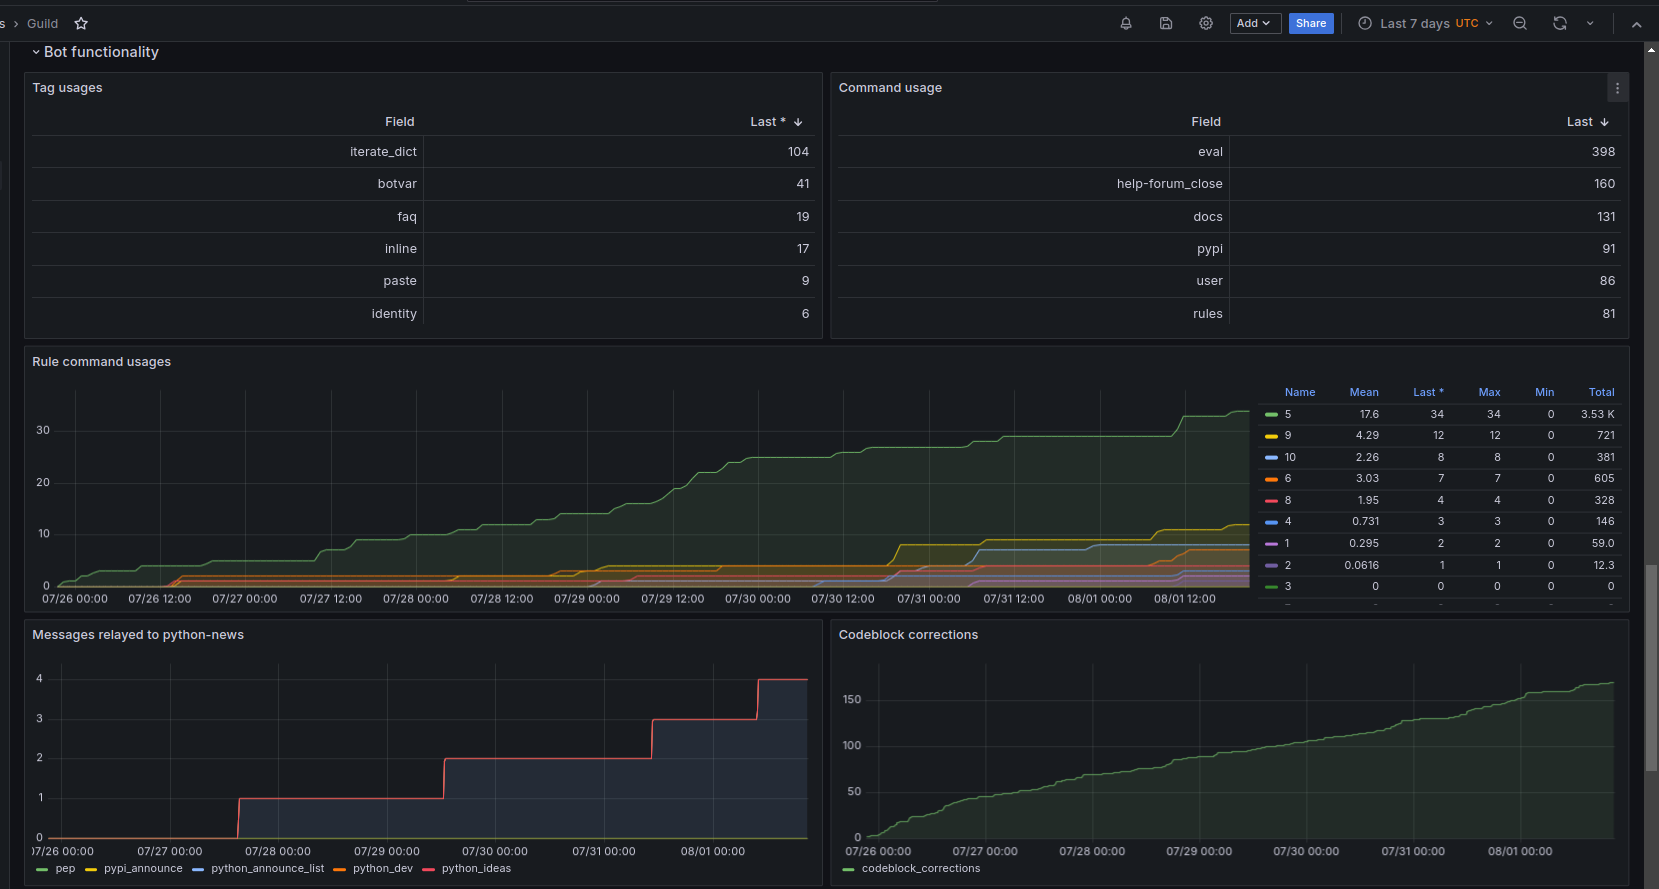 s › Guild Add Share Last 7 days UTC
Bot functionality
Tag usages
Field Last *
iterate_dict 104
botvar 41
faq 19
inline 17
paste 9
identity 6
Command usage
Field Last
eval 398
help-forum_close 160
docs 131
pypi 91
user 86
rules 81
Rule command usages
30
20
10
0
07/26 00:00 07/26 12:00 07/27 00:00 07/27 12:00 07/28 00:00 07/28 12:00 07/29 00:00 07/29 12:00 07/30 00:00 07/30 12:00 07/31 00:00 07/31 12:00 08/01 00:00 08/01 12:00
Name Mean Last * Max Min Total
5 17.6 34 34 0 3.53 K
9 4.29 12 12 0 721
10 2.26 8 8 0 381
6 3.03 7 7 0 605
8 1.95 4 4 0 328
4 0.731 3 3 0 146
1 0.295 2 2 0 59.0
2 0.0616 1 1 0 12.3
3 0 0 0 0 0
Messages relayed to python-news
4
3
2
1
0
07/26 00:00 07/27 00:00 07/28 00:00 07/29 00:00 07/30 00:00 07/31 00:00 08/01 00:00
pep pypi_announce python_announce_list python_dev python_ideas
Codeblock corrections
150
100
50
0
07/26 00:00 07/27 00:00 07/28 00:00 07/29 00:00 07/30 00:00 07/31 00:00 08/01 00:00
codeblock_corrections